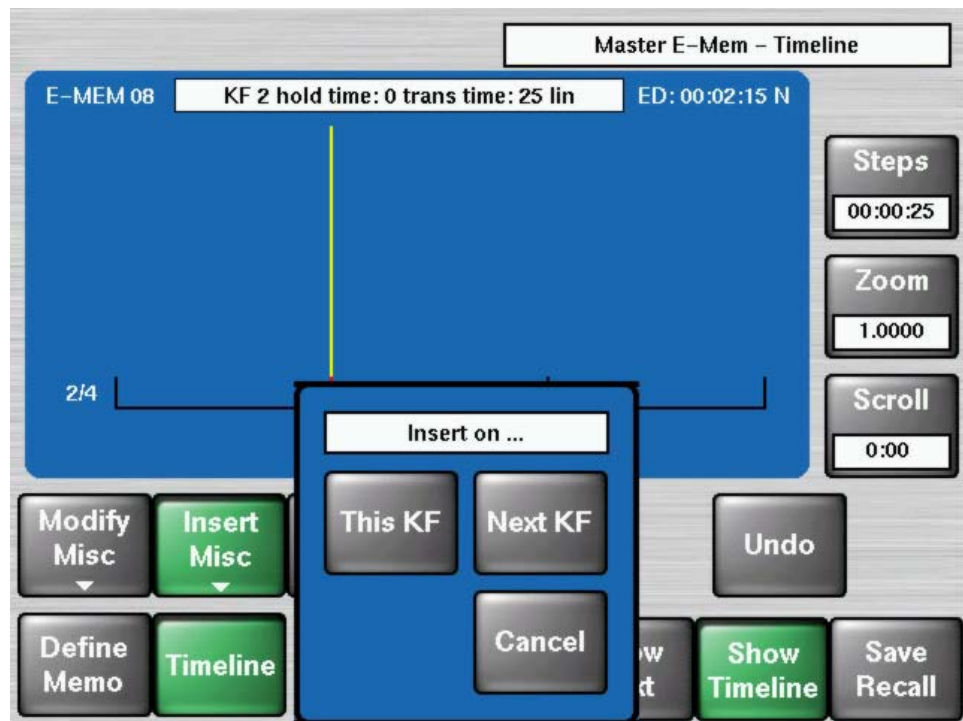 Master E-Mem – Timeline
E-MEM 08
KF 2 hold time: 0 trans time: 25 lin
ED: 00:02:15 N
Steps
00:00:25
Zoom
1.0000
2/4
Scroll
0:00
Insert on ...
This KF
Next KF
Cancel
Modify
Misc
Insert
Misc
Undo
Define
Memo
Timeline
Show
Timeline
Save
Recall